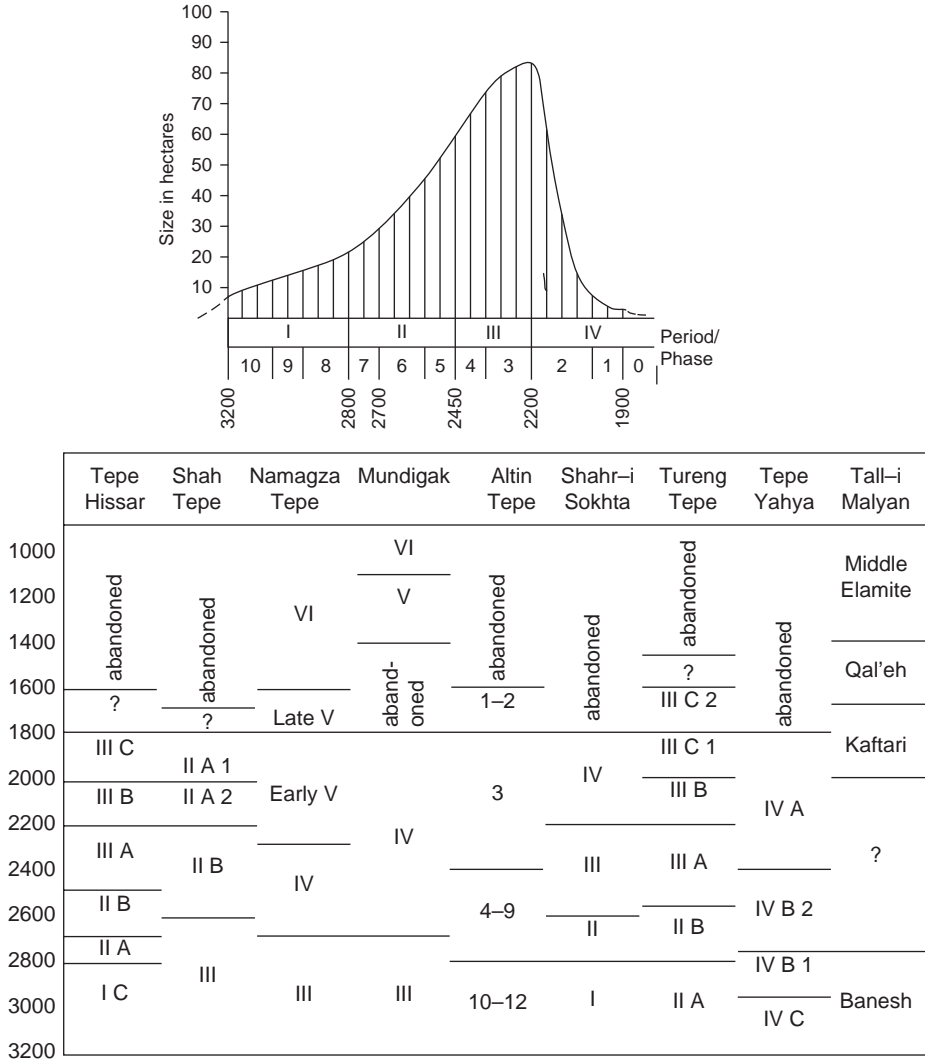 100
90
80
70
60
50
40
30
20
10
Size in hectares
I II III IV
Period/
Phase
10 9 8 7 6 5 4 3 2 1 0
3200 2800 2700 2450 2200 1900
Tepe Hissar Shah Tepe Namagza Tepe Mundigak Altin Tepe Shahr–i Sokhta Tureng Tepe Tepe Yahya Tall–i Malyan
1000
1200
1400
1600
1800
2000
2200
2400
2600
2800
3000
3200
abandoned
?
III C
III B
III A
II B
II A
I C
abandoned
?
II A 1
II A 2
II B
III
VI
Late V
Early V
IV
III
VI
V
aband-
oned
IV
III
abandoned
1–2
3
4–9
10–12
abandoned
IV
III
II
I
abandoned
?
III C 2
III C 1
III B
III A
II B
II A
abandoned
IV A
IV B 2
IV B 1
IV C
Middle
Elamite
Qal'eh
Kaftari
?
Banesh